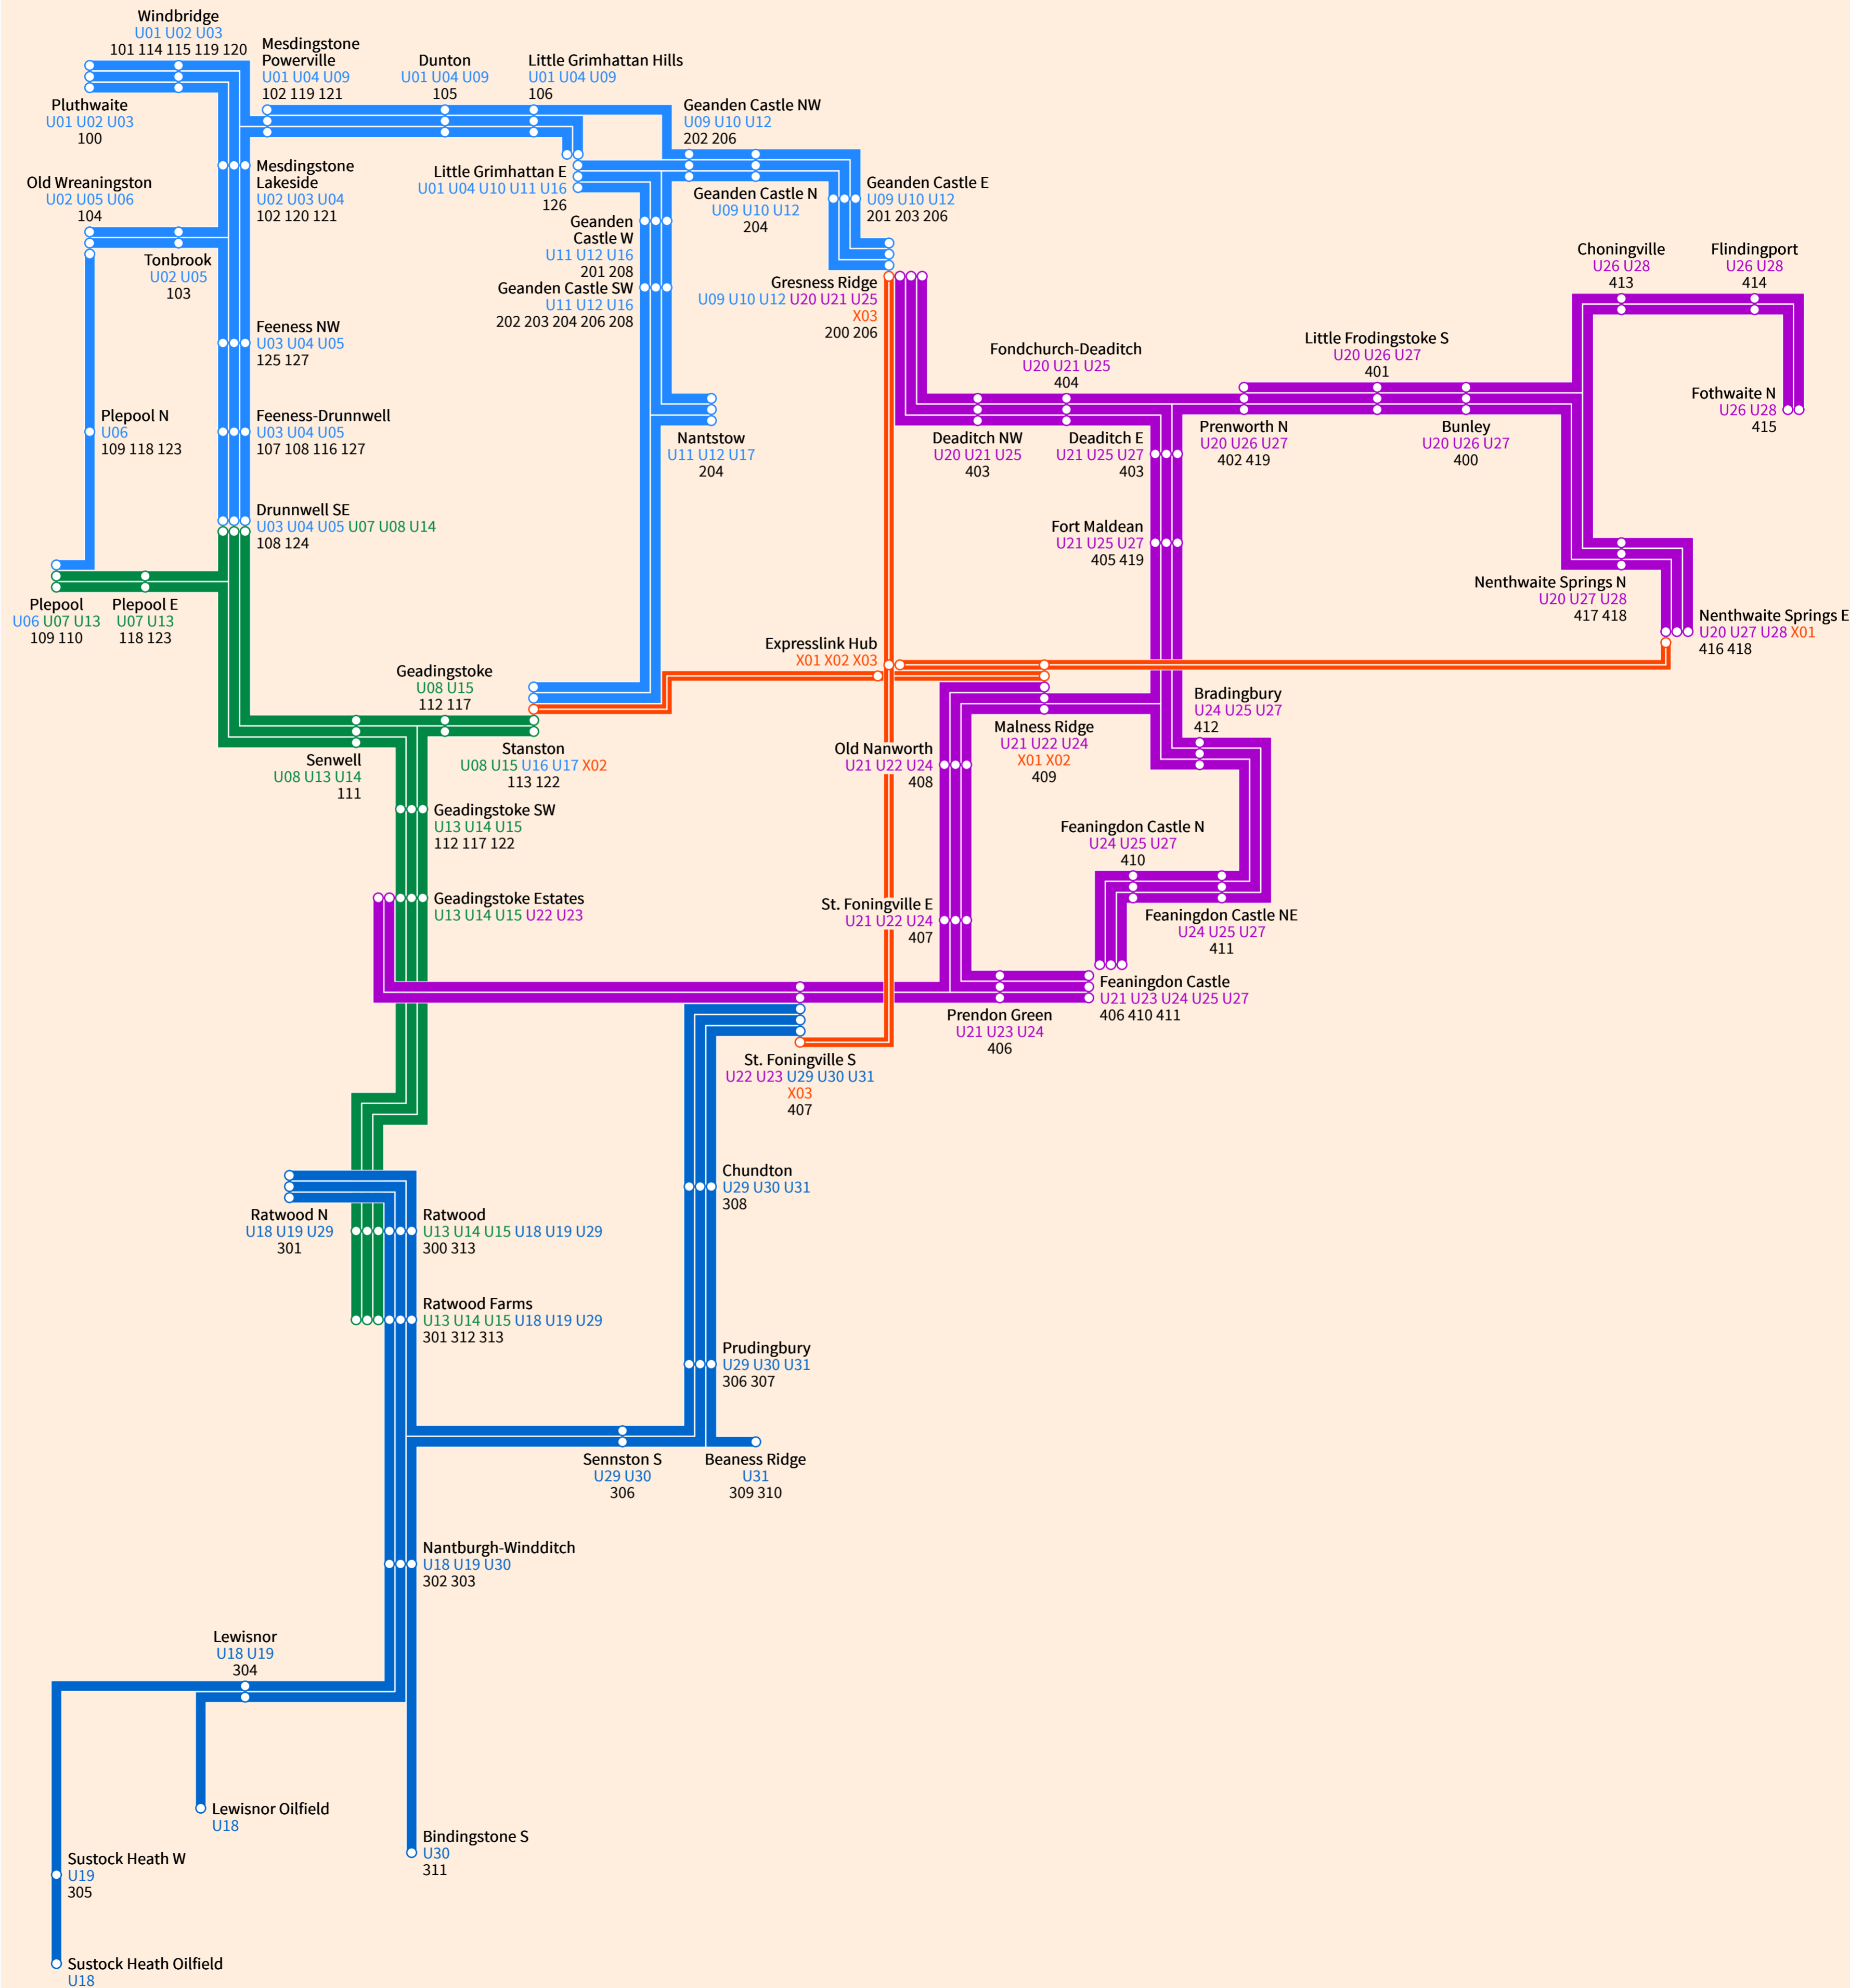 Windbridge
U01 U02 U03
101 114 115 119 120
Mesdingstone
Powerville
U01 U04 U09
102 119 121
Dunton
U01 U04 U09
105
Little Grimhattan Hills
U01 U04 U09
106
Pluthwaite
U01 U02 U03
100
Geanden Castle NW
U09 U10 U12
202 206
Mesdingstone
Lakeside
U02 U03 U04
102 120 121
Little Grimhattan E
U01 U04 U10 U11 U16
126
Old Wreaningston
U02 U05 U06
104
Geanden Castle N
U09 U10 U12
204
Geanden Castle E
U09 U10 U12
201 203 206
Geanden
Castle W
U11 U12 U16
201 208
Tonbrook
U02 U05
103
Geanden Castle SW
U11 U12 U16
202 203 204 206 208
Gresness Ridge
U09 U10 U12 U20 U21 U25
X03
200 206
Choningville
U26 U28
413
Flindingport
U26 U28
414
Feeness NW
U03 U04 U05
125 127
Fondchurch-Deaditch
U20 U21 U25
404
Little Frodingstoke S
U20 U26 U27
401
Fothwaite N
U26 U28
415
Plepool N
U06
109 118 123
Feeness-Drunnwell
U03 U04 U05
107 108 116 127
Nantstow
U11 U12 U17
204
Deaditch NW
U20 U21 U25
403
Deaditch E
U21 U25 U27
403
Prenworth N
U20 U26 U27
402 419
Bunley
U20 U26 U27
400
Drunnwell SE
U03 U04 U05 U07 U08 U14
108 124
Fort Maldean
U21 U25 U27
405 419
Nenthwaite Springs N
U20 U27 U28
417 418
Plepool
U06 U07 U13
109 110
Plepool E
U07 U13
118 123
Nenthwaite Springs E
U20 U27 U28 X01
416 418
Expresslink Hub
X01 X02 X03
Geadingstoke
U08 U15
112 117
Bradingbury
U24 U25 U27
412
Malness Ridge
U21 U22 U24
X01 X02
409
Old Nanworth
U21 U22 U24
408
Senwell
U08 U13 U14
111
Stanston
U08 U15 U16 U17 X02
113 122
Geadingstoke SW
U13 U14 U15
112 117 122
Feaningdon Castle N
U24 U25 U27
410
Geadingstoke Estates
U13 U14 U15 U22 U23
St. Foningville E
U21 U22 U24
407
Feaningdon Castle NE
U24 U25 U27
411
Feaningdon Castle
U21 U23 U24 U25 U27
406 410 411
Prendon Green
U21 U23 U24
406
St. Foningville S
U22 U23 U29 U30 U31
X03
407
Chundton
U29 U30 U31
308
Ratwood N
U18 U19 U29
301
Ratwood
U13 U14 U15 U18 U19 U29
300 313
Ratwood Farms
U13 U14 U15 U18 U19 U29
301 312 313
Prudingbury
U29 U30 U31
306 307
Sennston S
U29 U30
306
Beaness Ridge
U31
309 310
Nantburgh-Windditch
U18 U19 U30
302 303
Lewisnor
U18 U19
304
Lewisnor Oilfield
U18
Bindingstone S
U30
311
Sustock Heath W
U19
305
Sustock Heath Oilfield
U18